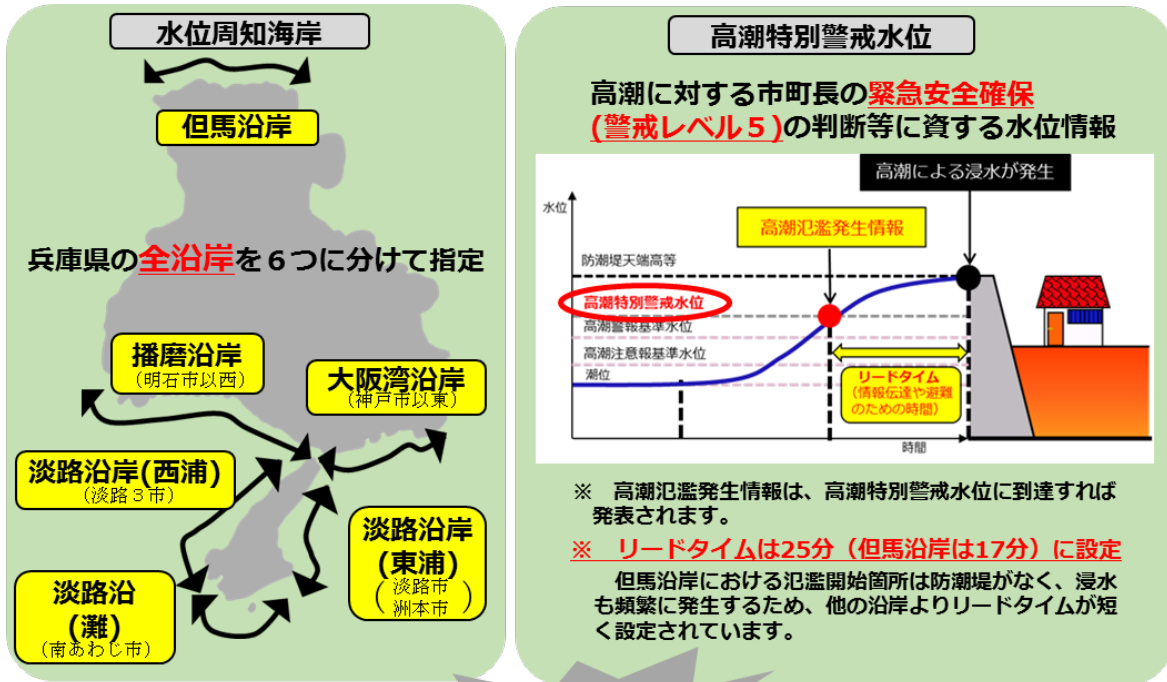 水位周知海岸
但馬沿岸
兵庫県の全沿岸を６つに分けて指定
播磨沿岸
(明石市以西)
大阪湾沿岸
(神戸市以東)
淡路沿岸(西浦)
(淡路３市)
淡路沿岸
(東浦)
(淡路市
洲本市)
淡路沿
(灘)
(南あわじ市)
高潮特別警戒水位
高潮に対する市町長の緊急安全確保
(警戒レベル５)の判断等に資する水位情報
高潮による浸水が発生
水位
高潮氾濫発生情報
防潮堤天端高等
高潮特別警戒水位
高潮警報基準水位
高潮注意報基準水位
潮位
リードタイム
(情報伝達や避難
のための時間)
時間
※　高潮氾濫発生情報は、高潮特別警戒水位に到達すれば
発表されます。
※　リードタイムは25分（但馬沿岸は17分）に設定
但馬沿岸における氾濫開始箇所は防潮堤がなく、浸水
も頻繁に発生するため、他の沿岸よりリードタイムが短
く設定されています。